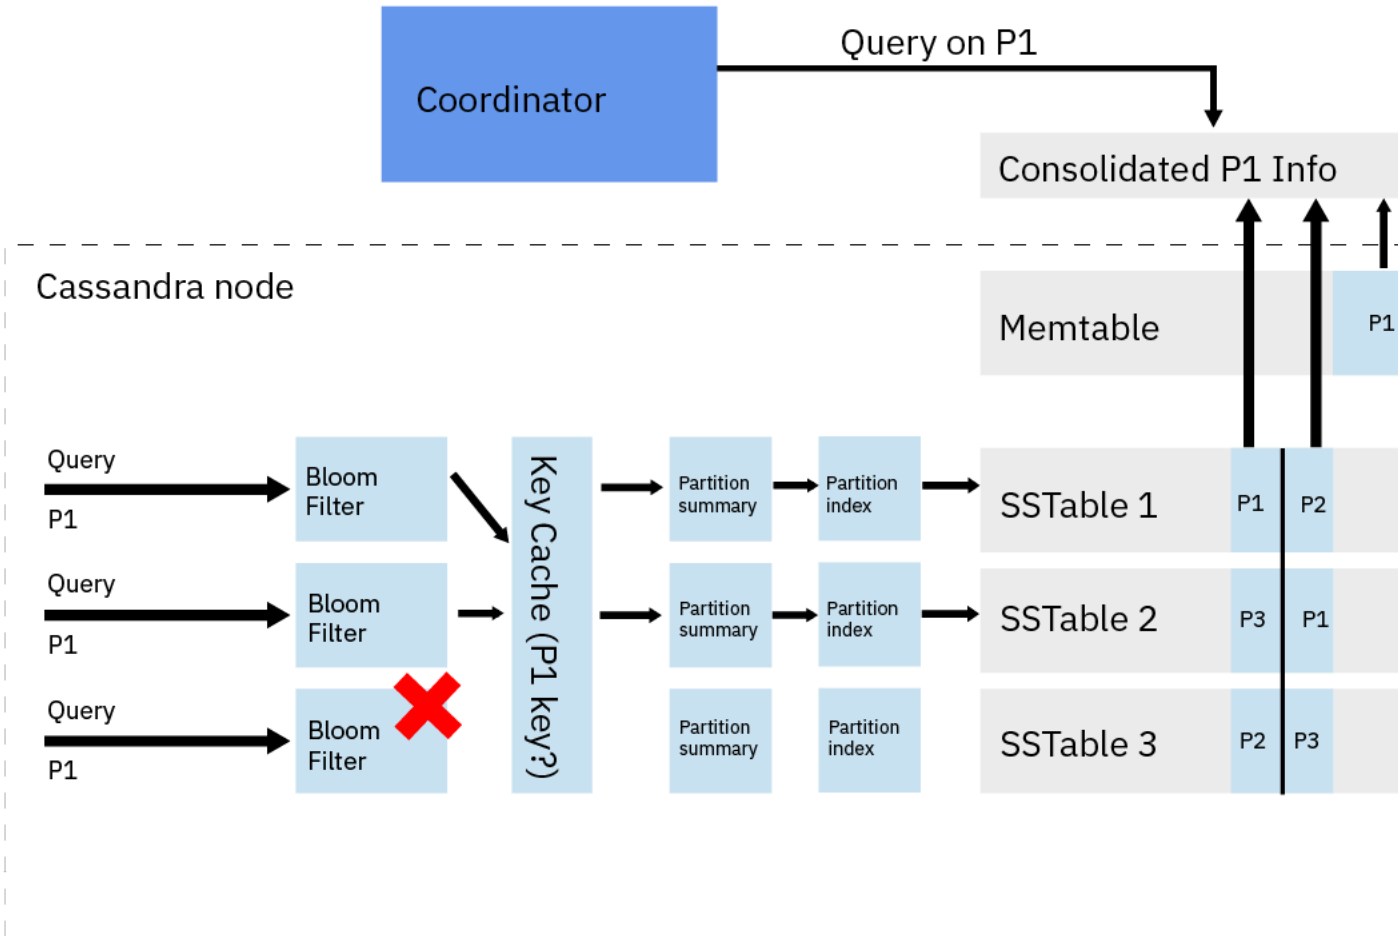 Query on P1
Coordinator
Consolidated P1 Info
Cassandra node
Memtable
P1
Query
P1
Bloom
Filter
Key Cache (P1 key?)
Partition
summary
Partition
index
SSTable 1
P1
P2
Query
P1
Bloom
Filter
Partition
summary
Partition
index
SSTable 2
P3
P1
Query
P1
Bloom
Filter
Partition
summary
Partition
index
SSTable 3
P2
P3